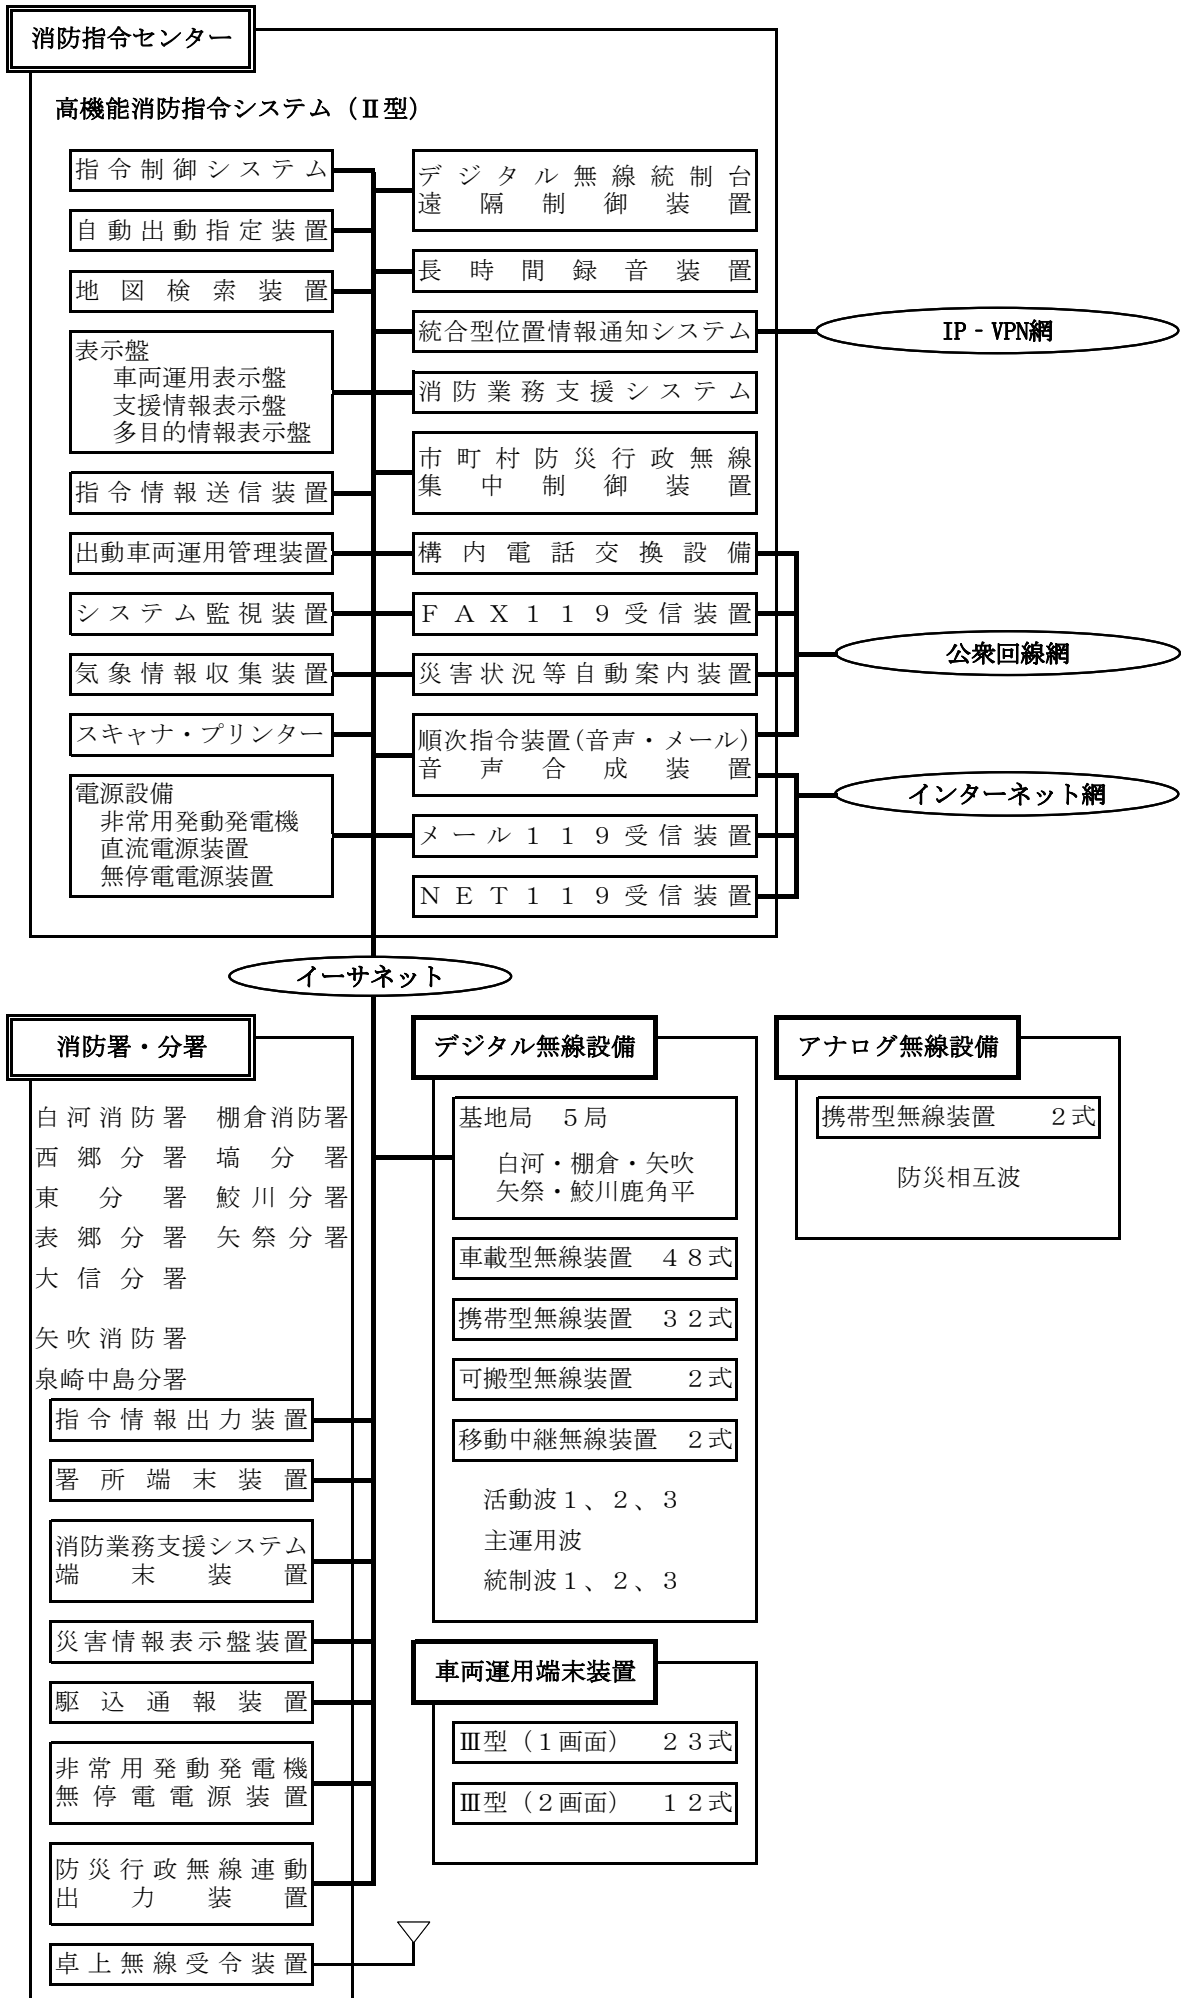 消防指令センター
高機能消防指令システム（Ⅱ型）
指令制御システム
自動出動指定装置
地図検索装置
表示盤
車両運用表示盤
支援情報表示盤
多目的情報表示盤
指令情報送信装置
出動車両運用管理装置
システム監視装置
気象情報収集装置
スキャナ・プリンター
電源設備
非常用発動発電機
直流電源装置
無停電電源装置
デジタル無線統制台
遠隔制御装置
長時間録音装置
統合型位置情報通知システム
消防業務支援システム
市町村防災行政無線
集中制御装置
構内電話交換設備
ＦＡＸ１１９受信装置
災害状況等自動案内装置
順次指令装置(音声・メール)
音声合成装置
メール１１９受信装置
ＮＥＴ１１９受信装置
IP‐VPN網
公衆回線網
インターネット網
イーサネット
消防署・分署
白河消防署 棚倉消防署
西郷分署 塙分署
東分署 鮫川分署
表郷分署 矢祭分署
大信分署
矢吹消防署
泉崎中島分署
指令情報出力装置
署所端末装置
消防業務支援システム
端末装置
災害情報表示盤装置
駆込通報装置
非常用発動発電機
無停電電源装置
防災行政無線連動
出力装置
卓上無線受令装置
デジタル無線設備
基地局　５局
白河・棚倉・矢吹
矢祭・鮫川鹿角平
車載型無線装置　４８式
携帯型無線装置　３２式
可搬型無線装置　２式
移動中継無線装置　２式
活動波１、２、３
主運用波
統制波１、２、３
車両運用端末装置
Ⅲ型（１画面）　２３式
Ⅲ型（２画面）　１２式
アナログ無線設備
携帯型無線装置　２式
防災相互波